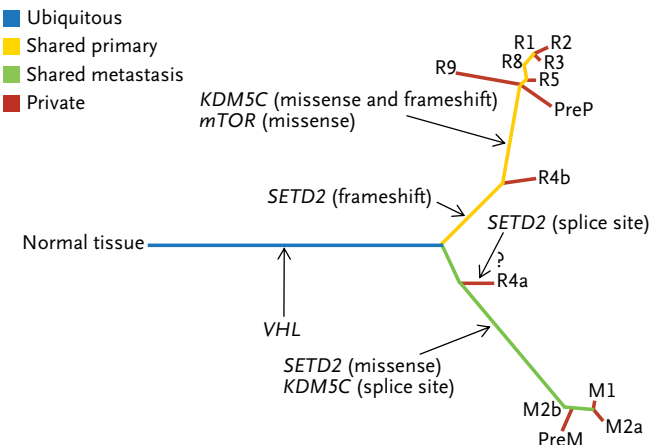 Ubiquitous
Shared primary
Shared metastasis
Private
R1
R2
R8
R3
R9
R5
PreP
KDM5C (missense and frameshift)
mTOR (missense)
R4b
SETD2 (frameshift)
SETD2 (splice site)
Normal tissue
?
R4a
VHL
SETD2 (missense)
KDM5C (splice site)
M1
M2b
M2a
PreM